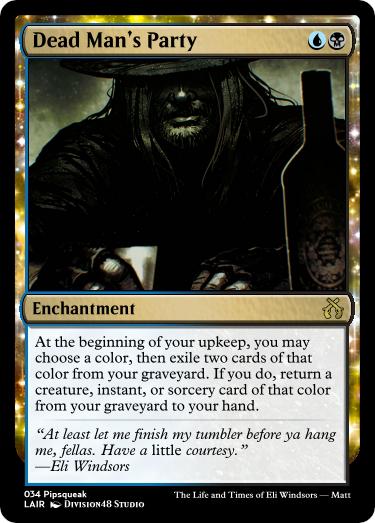 Dead Man's Party
Enchantment
At the beginning of your upkeep, you may
choose a color, then exile two cards of that
color from your graveyard. If you do, return a
creature, instant, or sorcery card of that color
from your graveyard to your hand.
“At least let me finish my tumbler before ya hang
me, fellas. Have a little courtesy.”
—Eli Windsors
034 Pipsqueak
LAIR Division48 Studio
The Life and Times of Eli Windsors — Matt